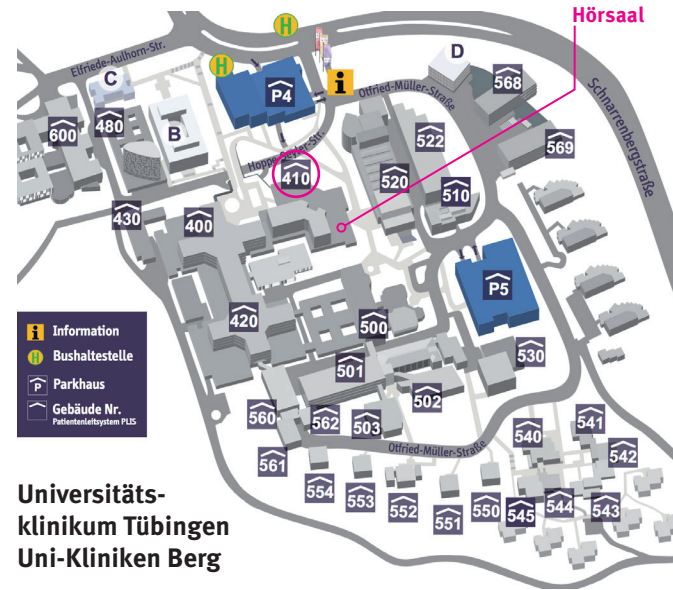 Hörsaal
H
Elfriede-Aulhorn-Str.
H
D
C
P4
i
Otfried-Müller-Straße
568
Schnarrenbergstraße
600
480
B
522
569
Hoppe-Seyler-Str.
410
520
510
430
400
P5
420
500
i Information
H Bushaltestelle
P Parkhaus
Gebäude Nr.
Patientenleitsystem PLIS
501
530
502
560
562
503
Otfried-Müller-Straße
540
541
561
542
554
553
552
551
550
545
544
543
Universitäts-
klinikum Tübingen
Uni-Kliniken Berg